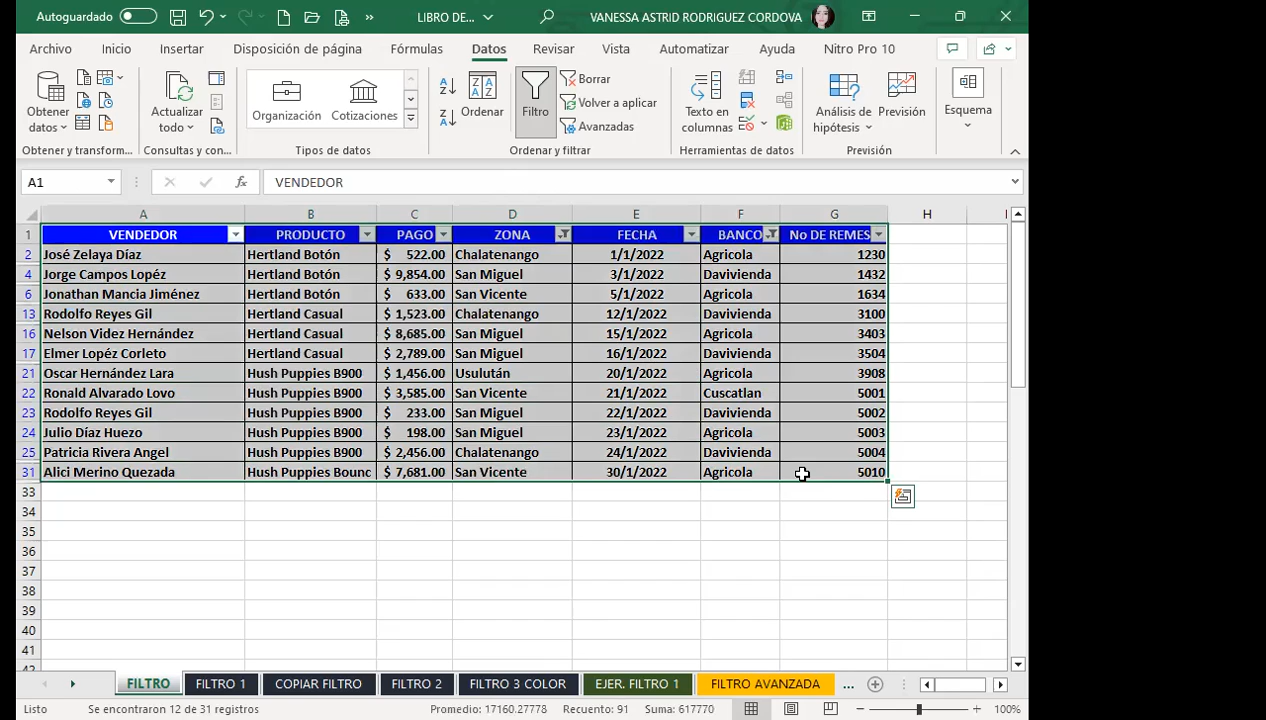 Autoguardado LIBRO DE... VANESSA ASTRID RODRIGUEZ CORDOVA
Archivo Inicio Insertar Disposición de página Fórmulas Datos Revisar Vista Automatizar Ayuda Nitro Pro 10
Obtener datos
Actualizar todo
Organización Cotizaciones
Ordenar
Filtro
Borrar
Volver a aplicar
Avanzadas
Texto en columnas
Análisis de hipótesis
Previsión
Esquema
Obtener y transform... Consultas y con... Tipos de datos Ordenar y filtrar Herramientas de datos Previsión
A1 fx VENDEDOR
A B C D E F G H I
1 VENDEDOR PRODUCTO PAGO ZONA FECHA BANCO No DE REMES
2 José Zelaya Díaz Hertland Botón $ 522.00 Chalatenango 1/1/2022 Agricola 1230
4 Jorge Campos Lopéz Hertland Botón $ 9,854.00 San Miguel 3/1/2022 Davivienda 1432
6 Jonathan Mancia Jiménez Hertland Botón $ 633.00 San Vicente 5/1/2022 Agricola 1634
13 Rodolfo Reyes Gil Hertland Casual $ 1,523.00 Chalatenango 12/1/2022 Davivienda 3100
16 Nelson Videz Hernández Hertland Casual $ 8,685.00 San Miguel 15/1/2022 Agricola 3403
17 Elmer Lopéz Corleto Hertland Casual $ 2,789.00 San Miguel 16/1/2022 Davivienda 3504
21 Oscar Hernández Lara Hush Puppies B900 $ 1,456.00 Usulután 20/1/2022 Agricola 3908
22 Ronald Alvarado Lovo Hush Puppies B900 $ 3,585.00 San Vicente 21/1/2022 Cuscatlan 5001
23 Rodolfo Reyes Gil Hush Puppies B900 $ 233.00 San Miguel 22/1/2022 Davivienda 5002
24 Julio Díaz Huezo Hush Puppies B900 $ 198.00 San Miguel 23/1/2022 Agricola 5003
25 Patricia Rivera Angel Hush Puppies B900 $ 2,456.00 Chalatenango 24/1/2022 Davivienda 5004
31 Alici Merino Quezada Hush Puppies Bounc $ 7,681.00 San Vicente 30/1/2022 Agricola 5010
33
34
35
36
37
38
39
40
41
42
FILTRO FILTRO 1 COPIAR FILTRO FILTRO 2 FILTRO 3 COLOR EJER. FILTRO 1 FILTRO AVANZADA ...
Listo Se encontraron 12 de 31 registros Promedio: 17160.27778 Recuento: 91 Suma: 617770 100%